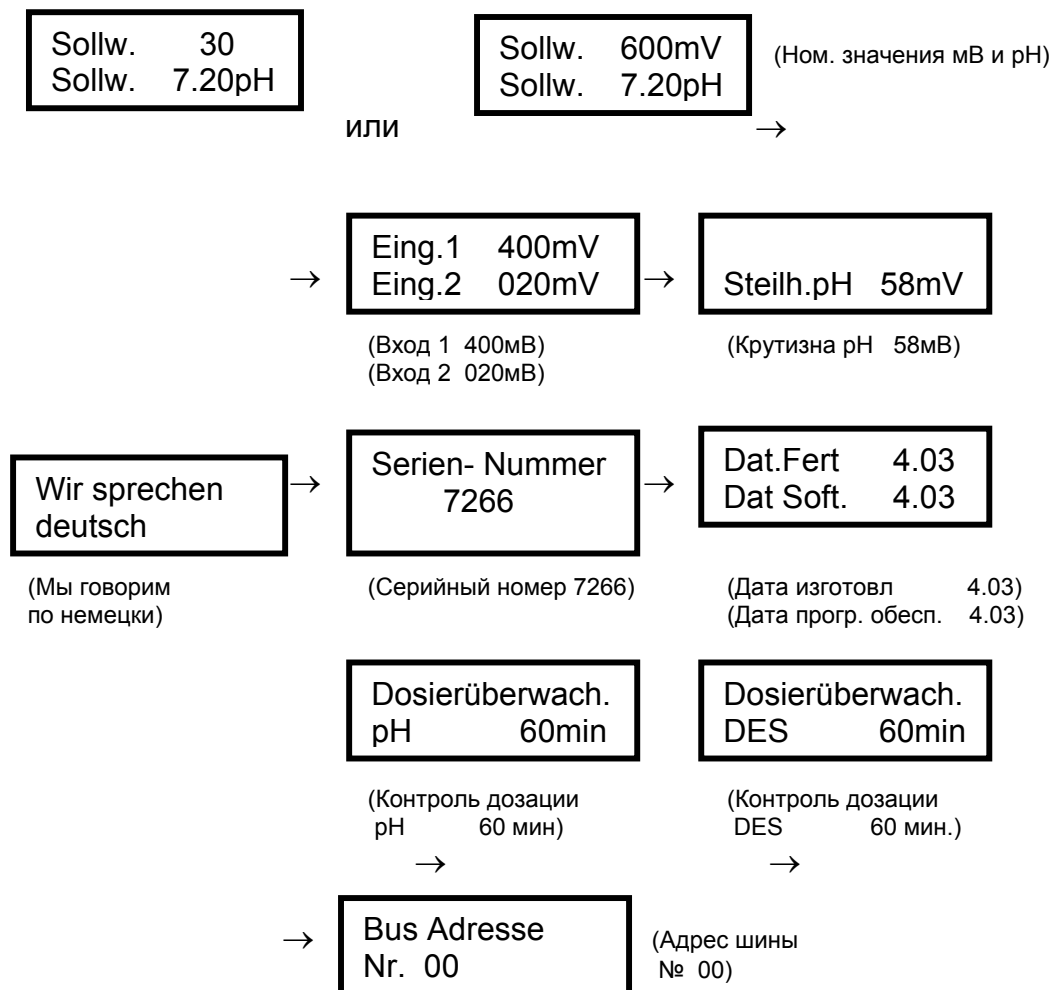 Sollw. 30
Sollw. 7.20pH
или
Sollw. 600mV
Sollw. 7.20pH
(Ном. значения мВ и pH)
→
→
Eing.1 400mV
Eing.2 020mV
→
Steilh.pH 58mV
(Вход 1 400мВ)
(Вход 2 020мВ)
(Крутизна pH 58мВ)
Wir sprechen
deutsch
→
Serien- Nummer
7266
→
Dat.Fert 4.03
Dat Soft. 4.03
(Мы говорим
по немецки)
(Серийный номер 7266)
(Дата изготовл 4.03)
(Дата прогр. обесп. 4.03)
Dosierüberwach.
pH 60min
Dosierüberwach.
DES 60min
(Контроль дозации
pH 60 мин)
→
(Контроль дозации
DES 60 мин.)
→
→
Bus Adresse
Nr. 00
(Адрес шины
№ 00)